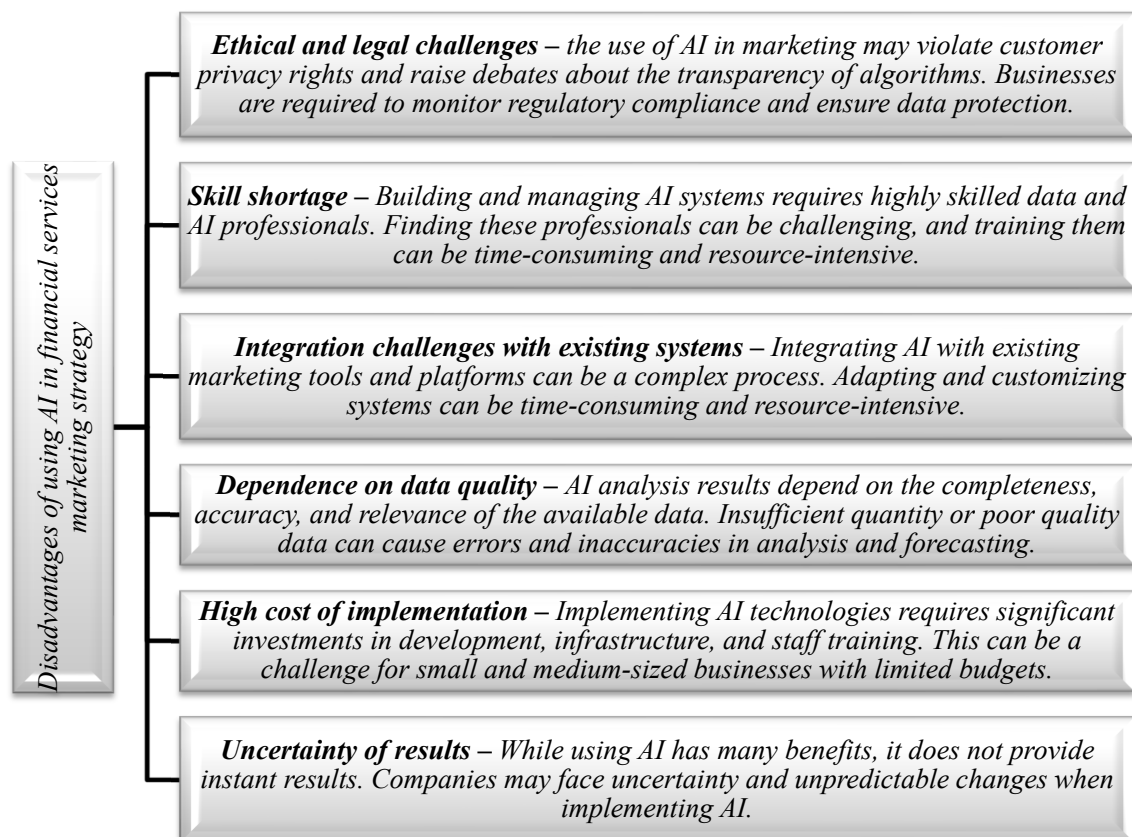 Disadvantages of using AI in financial services
marketing strategy
Ethical and legal challenges – the use of AI in marketing may violate customer
privacy rights and raise debates about the transparency of algorithms. Businesses
are required to monitor regulatory compliance and ensure data protection.
Skill shortage – Building and managing AI systems requires highly skilled data and
AI professionals. Finding these professionals can be challenging, and training them
can be time-consuming and resource-intensive.
Integration challenges with existing systems – Integrating AI with existing
marketing tools and platforms can be a complex process. Adapting and customizing
systems can be time-consuming and resource-intensive.
Dependence on data quality – AI analysis results depend on the completeness,
accuracy, and relevance of the available data. Insufficient quantity or poor quality
data can cause errors and inaccuracies in analysis and forecasting.
High cost of implementation – Implementing AI technologies requires significant
investments in development, infrastructure, and staff training. This can be a
challenge for small and medium-sized businesses with limited budgets.
Uncertainty of results – While using AI has many benefits, it does not provide
instant results. Companies may face uncertainty and unpredictable changes when
implementing AI.